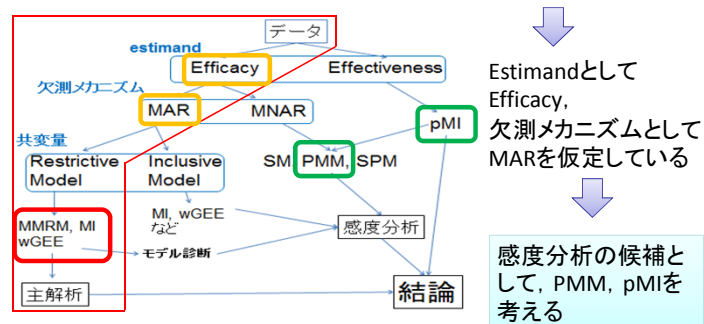 データ
estimand
Efficacy
Effectiveness
欠測メカニズム
MAR
MNAR
pMI
共変量
Restrictive
Model
Inclusive
Model
SM, PMM, SPM
MMRM, MI
wGEE
MI, wGEE
など
モデル診断
感度分析
主解析
結論
Estimandとして
Efficacy,
欠測メカニズムとして
MARを仮定している
感度分析の候補と
して, PMM, pMIを
考える